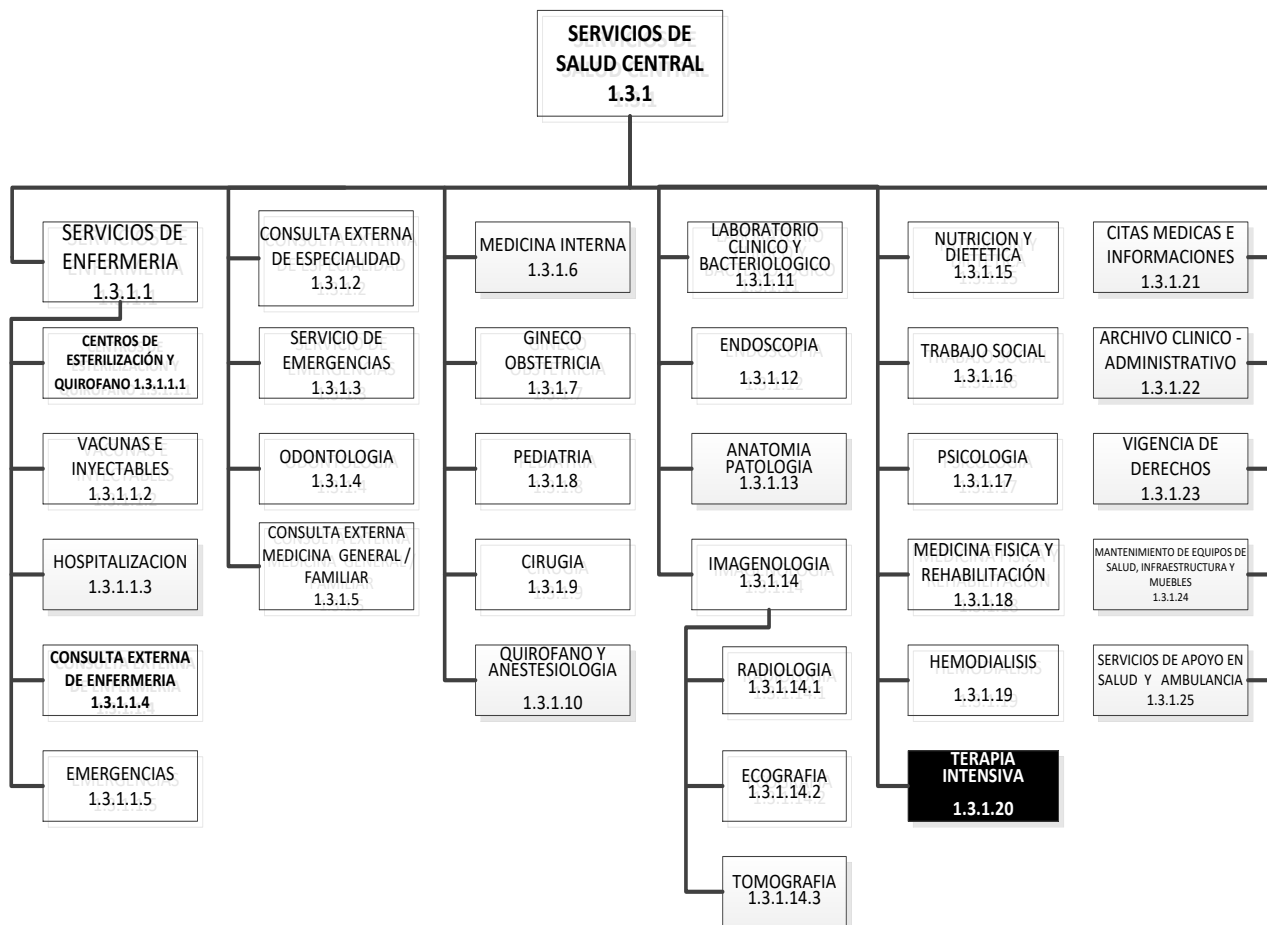 SERVICIOS DE
SALUD CENTRAL
1.3.1
SERVICIOS DE
ENFERMERIA
1.3.1.1
CENTROS DE
ESTERILIZACIÓN Y
QUIROFANO 1.3.1.1.1
VACUNAS E
INYECTABLES
1.3.1.1.2
HOSPITALIZACION
1.3.1.1.3
CONSULTA EXTERNA
DE ENFERMERIA
1.3.1.1.4
EMERGENCIAS
1.3.1.1.5
CONSULTA EXTERNA
DE ESPECIALIDAD
1.3.1.2
SERVICIO DE
EMERGENCIAS
1.3.1.3
ODONTOLOGIA
1.3.1.4
CONSULTA EXTERNA
MEDICINA GENERAL /
FAMILIAR
1.3.1.5
MEDICINA INTERNA
1.3.1.6
GINECO
OBSTETRICIA
1.3.1.7
PEDIATRIA
1.3.1.8
CIRUGIA
1.3.1.9
QUIROFANO Y
ANESTESIOLOGIA
1.3.1.10
LABORATORIO
CLINICO Y
BACTERIOLOGICO
1.3.1.11
ENDOSCOPIA
1.3.1.12
ANATOMIA
PATOLOGIA
1.3.1.13
IMAGENOLOGIA
1.3.1.14
RADIOLOGIA
1.3.1.14.1
ECOGRAFIA
1.3.1.14.2
TOMOGRAFIA
1.3.1.14.3
NUTRICION Y
DIETETICA
1.3.1.15
TRABAJO SOCIAL
1.3.1.16
PSICOLOGIA
1.3.1.17
MEDICINA FISICA Y
REHABILITACIÓN
1.3.1.18
HEMODIALISIS
1.3.1.19
TERAPIA
INTENSIVA
1.3.1.20
CITAS MEDICAS E
INFORMACIONES
1.3.1.21
ARCHIVO CLINICO -
ADMINISTRATIVO
1.3.1.22
VIGENCIA DE
DERECHOS
1.3.1.23
MANTENIMIENTO DE EQUIPOS DE
SALUD, INFRAESTRUCTURA Y
MUEBLES
1.3.1.24
SERVICIOS DE APOYO EN
SALUD Y AMBULANCIA
1.3.1.25